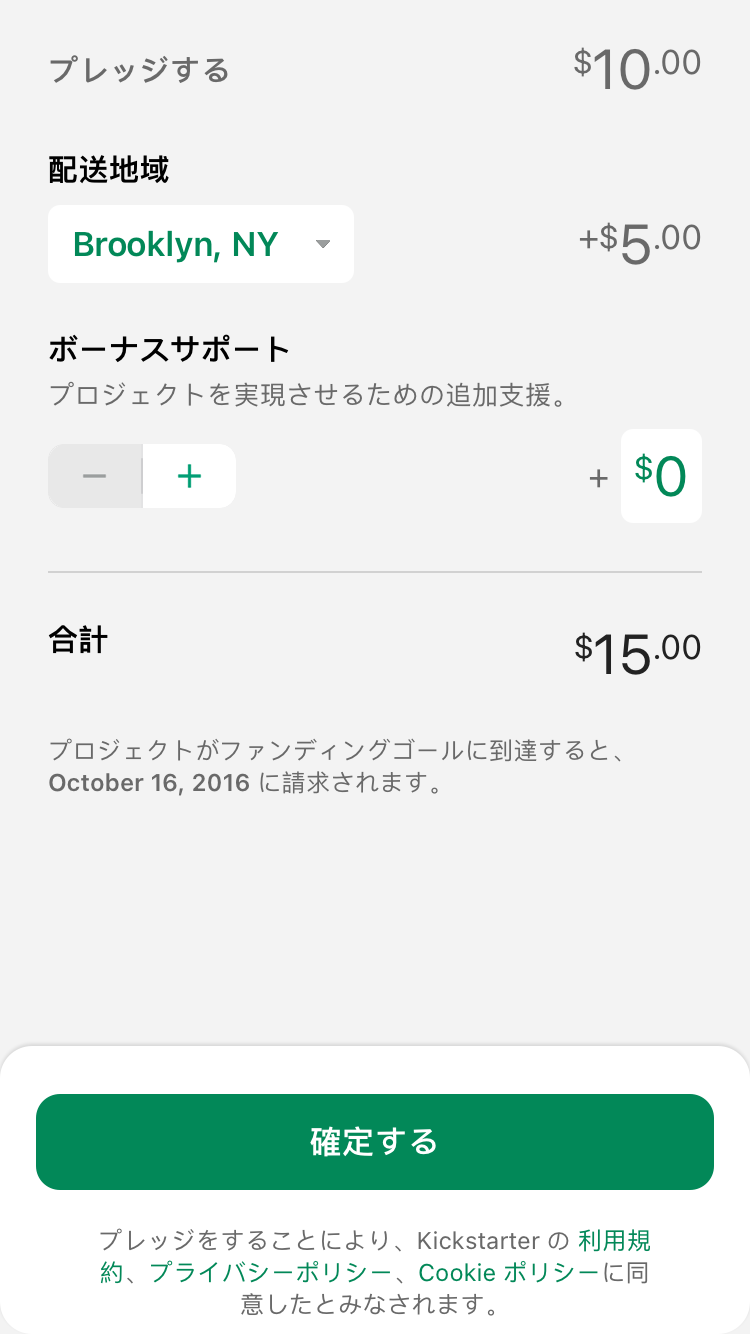 プレッジする $10.00
配送地域
Brooklyn, NY +$5.00
ボーナスサポート
プロジェクトを実現させるための追加支援。
− + + $0
合計 $15.00
プロジェクトがファンディングゴールに到達すると、
October 16, 2016 に請求されます。
確定する
プレッジをすることにより、Kickstarter の 利用規
約、プライバシーポリシー、Cookie ポリシーに同
意したとみなされます。